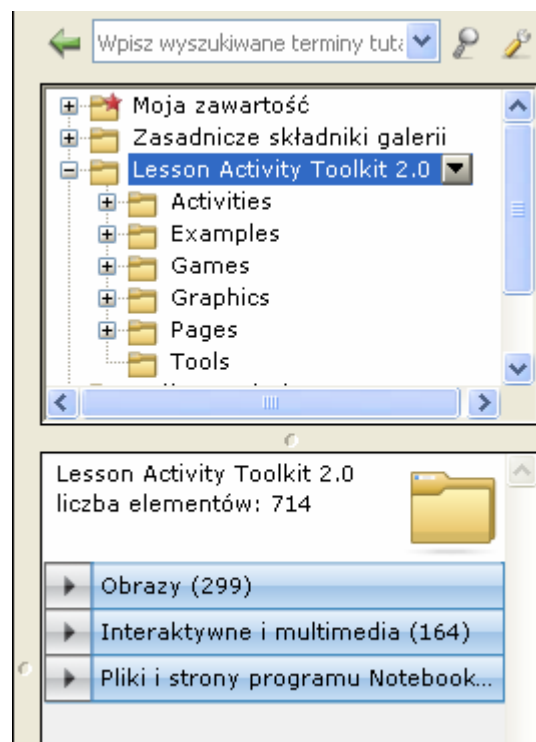 Wpisz wyszukiwane terminy tuta
Moja zawartość
Zasadnicze składniki galerii
Lesson Activity Toolkit 2.0
Activities
Examples
Games
Graphics
Pages
Tools
Lesson Activity Toolkit 2.0
liczba elementów: 714
Obrazy (299)
Interaktywne i multimedia (164)
Pliki i strony programu Notebook...